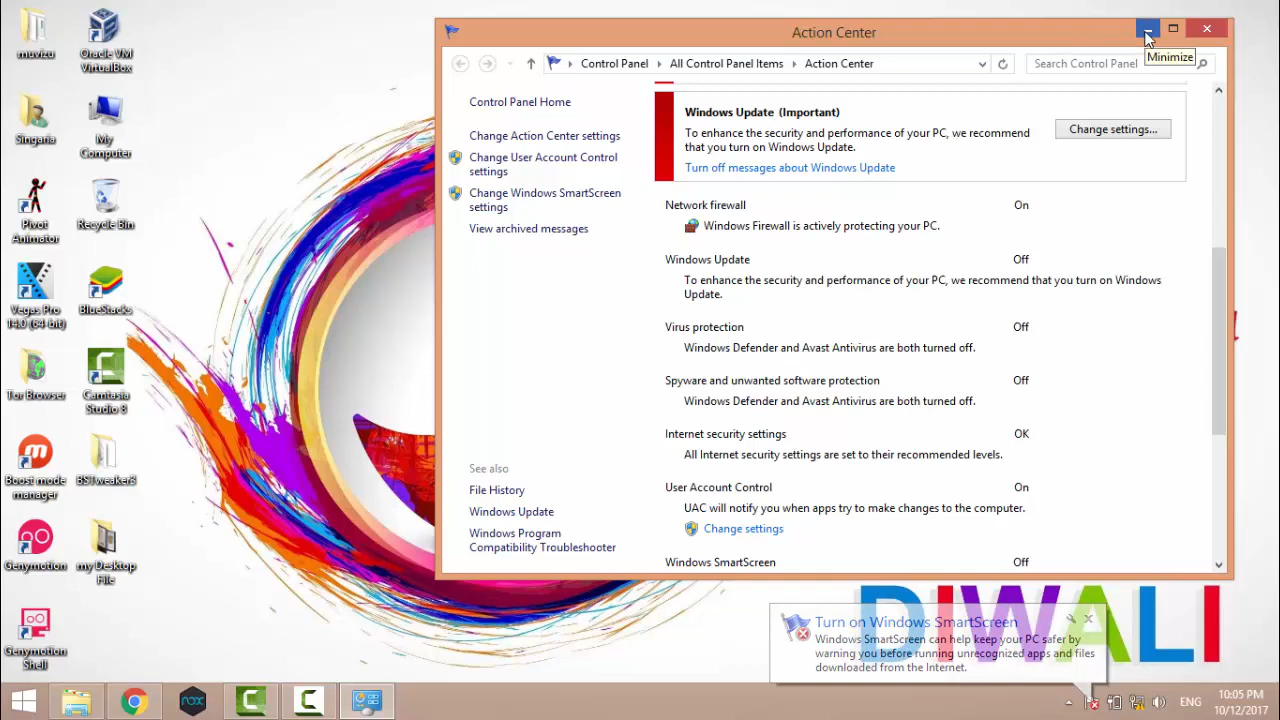 muvizu
Oracle VM
VirtualBox
Singaria
My
Computer
Pivot
Animator
Recycle Bin
Vegas Pro
14.0 (64-bit)
BlueStacks
Tor Browser
Camtasia
Studio 8
Boost mode
manager
BSTweaker3
Genymotion
my Desktop
File
Genymotion
Shell
Action Center
Minimize
Control Panel
All Control Panel Items
Action Center
Search Control Panel
Control Panel Home
Change Action Center settings
Change User Account Control
settings
Change Windows SmartScreen
settings
View archived messages
See also
File History
Windows Update
Windows Program
Compatibility Troubleshooter
Windows Update (Important)
To enhance the security and performance of your PC, we recommend
that you turn on Windows Update.
Turn off messages about Windows Update
Change settings...
Network firewall On
Windows Firewall is actively protecting your PC.
Windows Update Off
To enhance the security and performance of your PC, we recommend that you turn on Windows
Update.
Virus protection Off
Windows Defender and Avast Antivirus are both turned off.
Spyware and unwanted software protection Off
Windows Defender and Avast Antivirus are both turned off.
Internet security settings OK
All Internet security settings are set to their recommended levels.
User Account Control On
UAC will notify you when apps try to make changes to the computer.
Change settings
Windows SmartScreen Off
DIWALI
Turn on Windows SmartScreen
Windows SmartScreen can help keep your PC safer by
warning you before running unrecognized apps and files
downloaded from the Internet.
nox
ENG
10:05 PM
10/12/2017